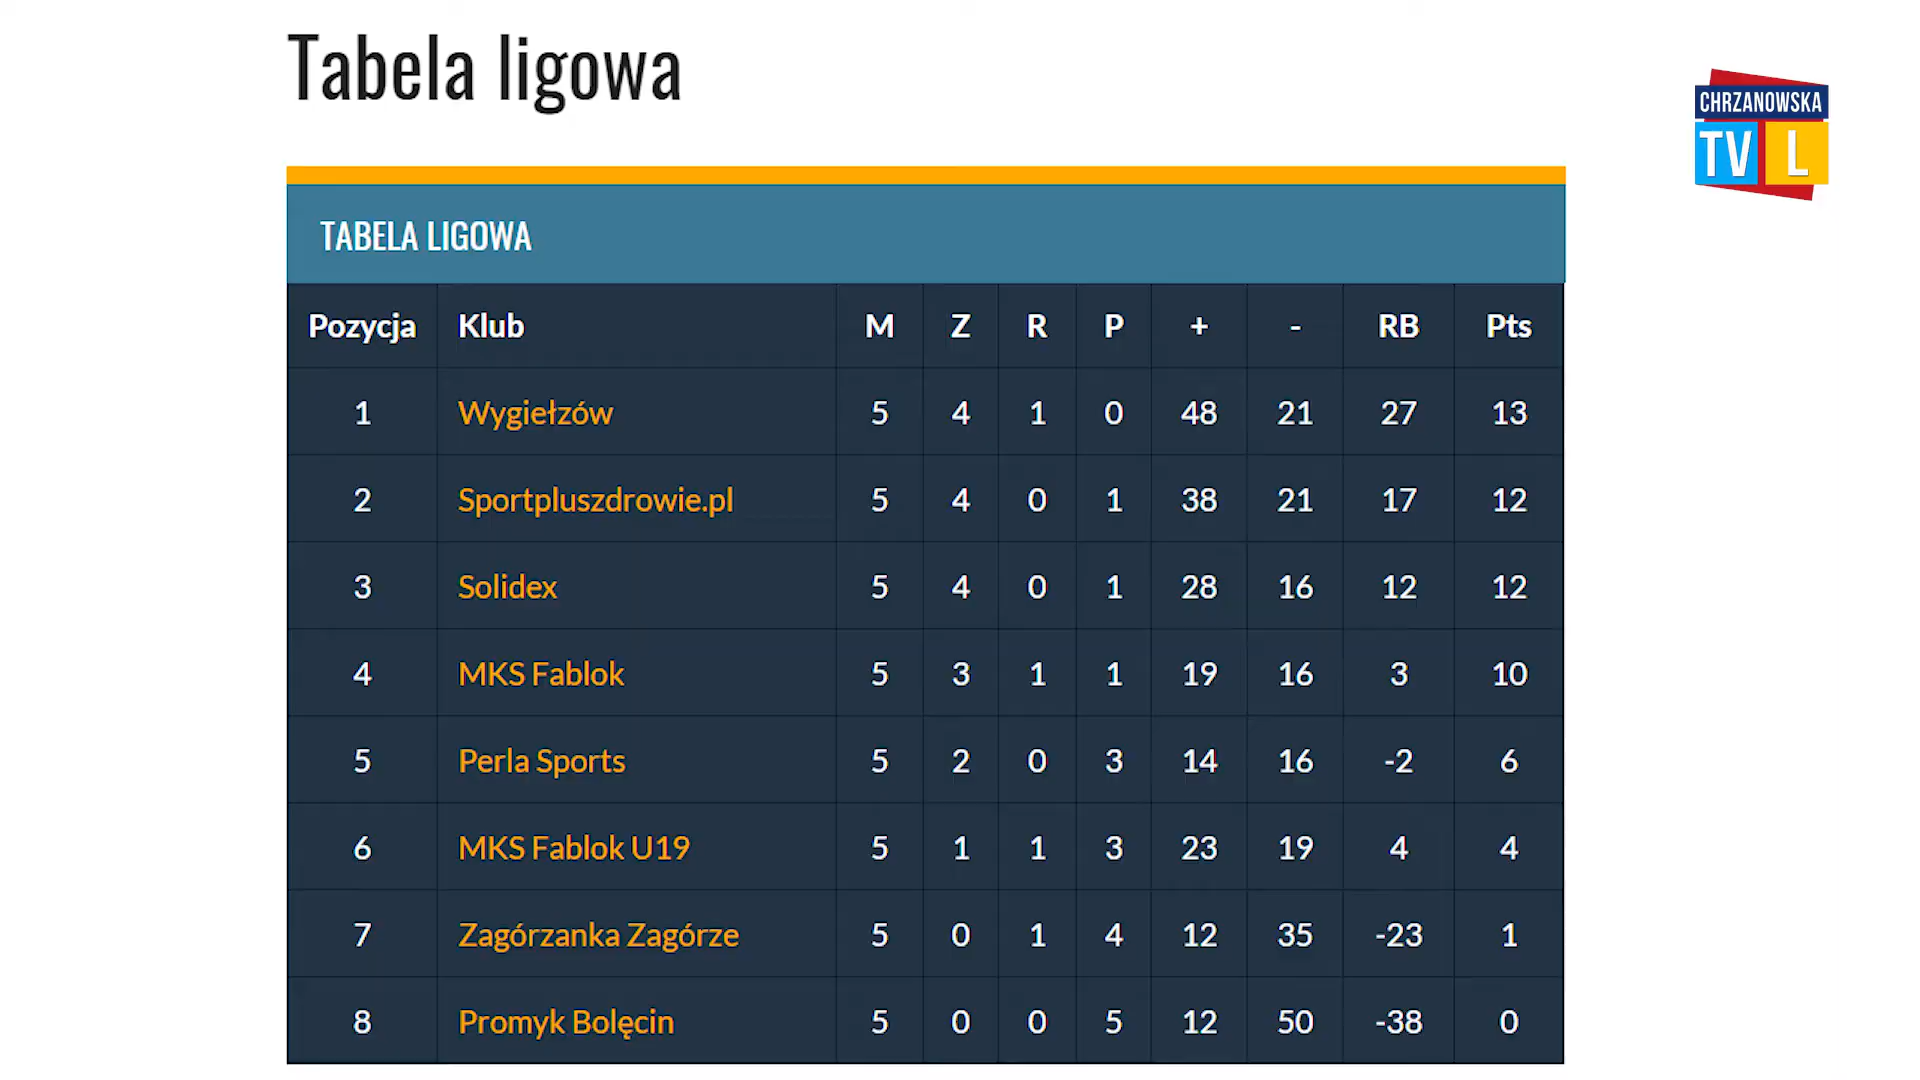 Tabela ligowa
CHRZANOWSKA
TV L
TABELA LIGOWA
Pozycja Klub M Z R P + - RB Pts
1 Wygiełzów 5 4 1 0 48 21 27 13
2 Sportpluszdrowie.pl 5 4 0 1 38 21 17 12
3 Solidex 5 4 0 1 28 16 12 12
4 MKS Fablok 5 3 1 1 19 16 3 10
5 Perla Sports 5 2 0 3 14 16 -2 6
6 MKS Fablok U19 5 1 1 3 23 19 4 4
7 Zagórzanka Zagórze 5 0 1 4 12 35 -23 1
8 Promyk Bolęcin 5 0 0 5 12 50 -38 0